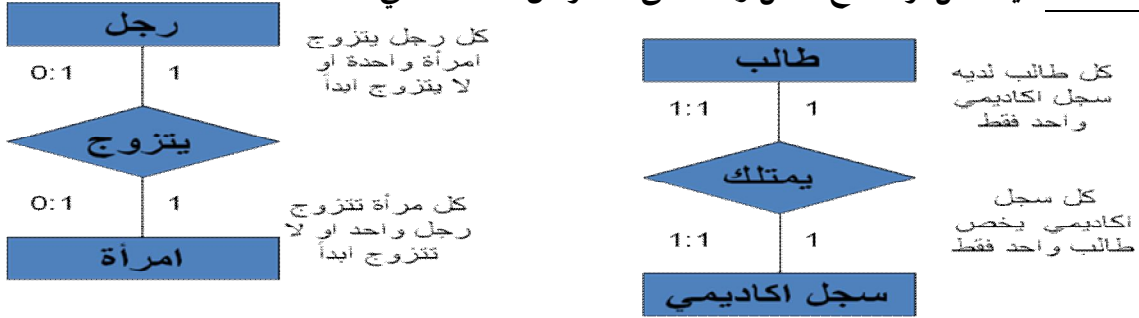 رجل
0:1 1
كل رجل يتزوج
امرأة واحدة او
لا يتزوج ابداً
يتزوج
0:1 1
كل مرأة تتزوج
رجل واحد او لا
تتزوج ابداً
امرأة
طالب
1:1 1
كل طالب لديه
سجل اكاديمي
واحد فقط
يمتلك
1:1 1
كل سجل
اكاديمي يخص
طالب واحد فقط
سجل اكاديمي